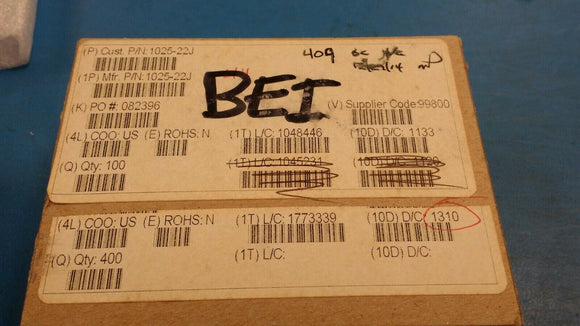 (P) Cust. P/N:1025-22J
409
(1P) Mfr. P/N:1025-22J
BEI
(K) PO #: 082396
(V) Supplier Code:99800
(4L) COO: US (E) ROHS: N (1T) L/C: 1048446 (10D) D/C: 1133
(Q) Qty: 100 (1T) L/C: 1045231 (10D) D/C:
(4L) COO: US (E) ROHS: N (1T) L/C: 1773339 (10D) D/C: 1310
(Q) Qty: 400 (1T) L/C: (10D) D/C: